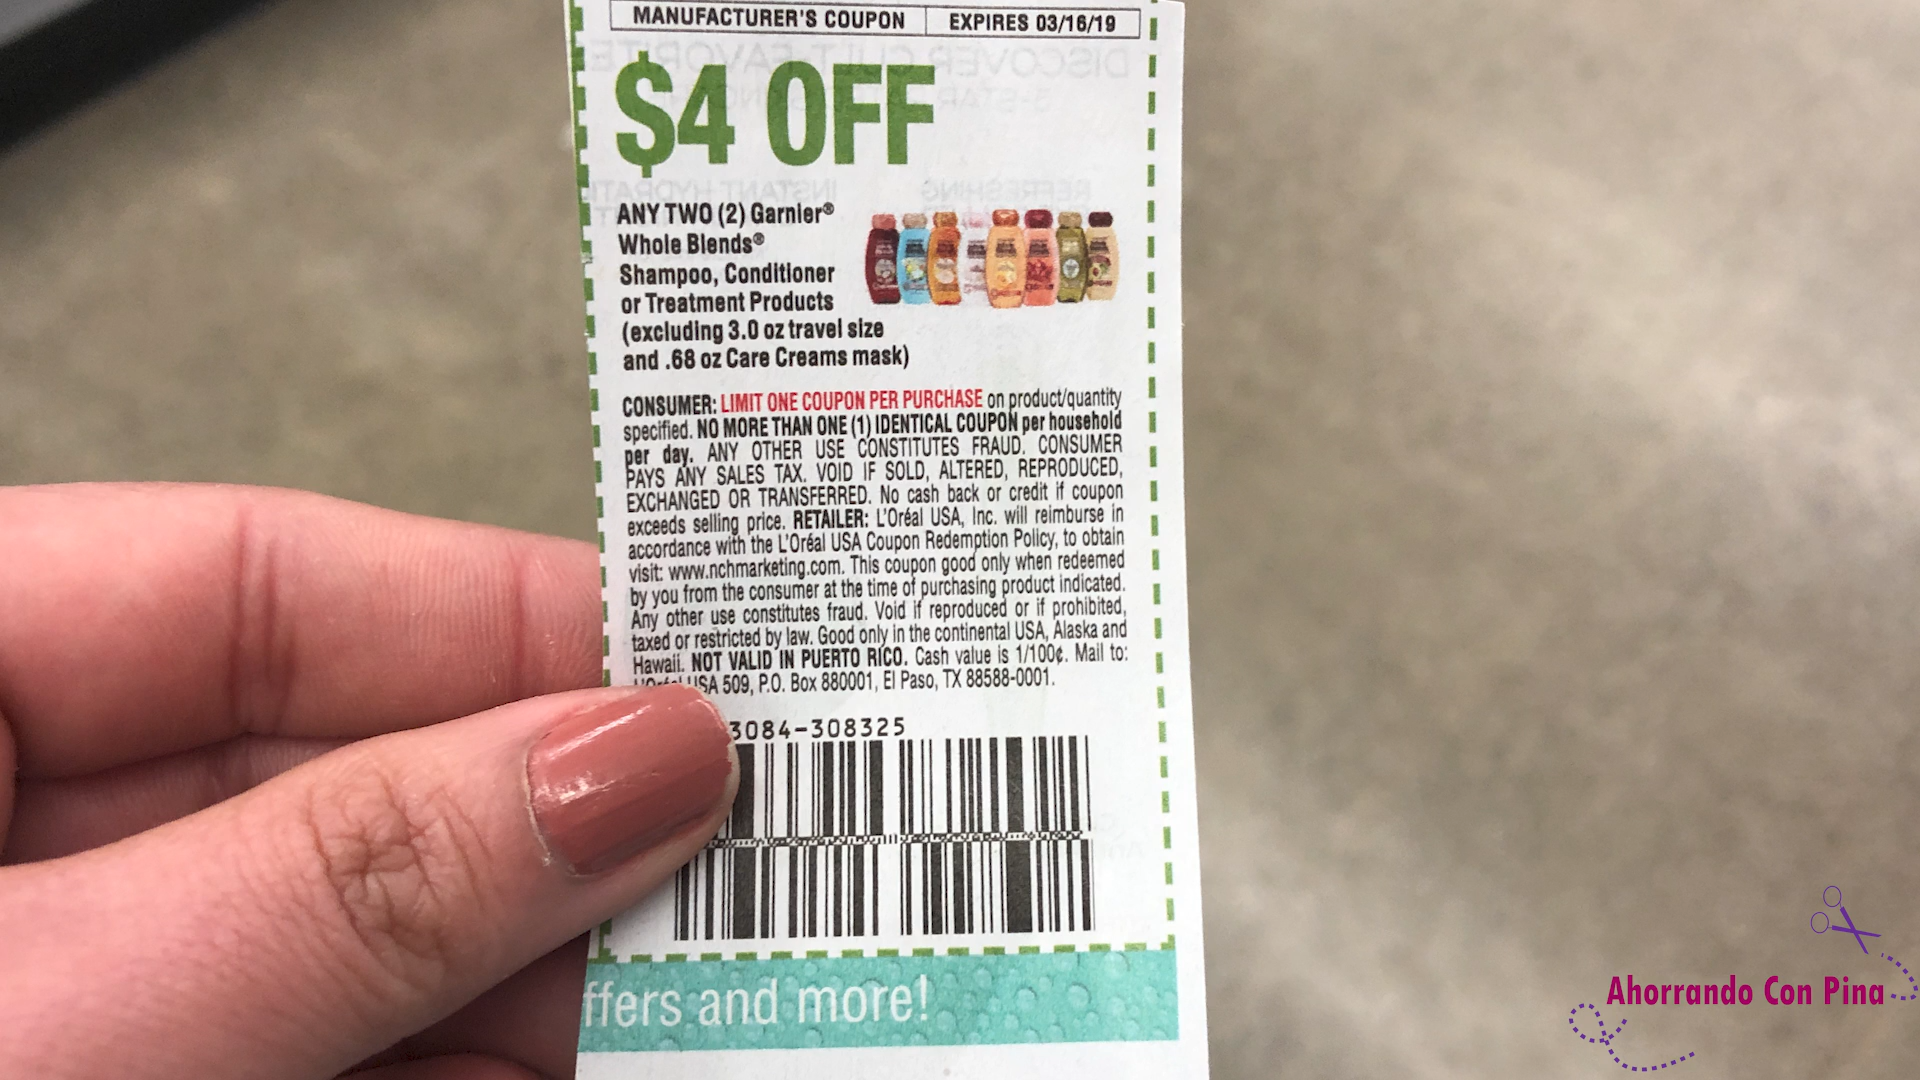 MANUFACTURER'S COUPON EXPIRES 03/16/19
$4 OFF
ANY TWO (2) Garnier®
Whole Blends®
Shampoo, Conditioner
or Treatment Products
(excluding 3.0 oz travel size
and .68 oz Care Creams mask)
CONSUMER: LIMIT ONE COUPON PER PURCHASE on product/quantity
specified. NO MORE THAN ONE (1) IDENTICAL COUPON per household
per day. ANY OTHER USE CONSTITUTES FRAUD. CONSUMER
PAYS ANY SALES TAX. VOID IF SOLD, ALTERED, REPRODUCED,
EXCHANGED OR TRANSFERRED. No cash back or credit if coupon
exceeds selling price. RETAILER: L'Oréal USA, Inc. will reimburse in
accordance with the L'Oréal USA Coupon Redemption Policy, to obtain
visit: www.nchmarketing.com. This coupon good only when redeemed
by you from the consumer at the time of purchasing product indicated.
Any other use constitutes fraud. Void if reproduced or if prohibited,
taxed or restricted by law. Good only in the continental USA, Alaska and
Hawaii. NOT VALID IN PUERTO RICO. Cash value is 1/100¢. Mail to:
L'Oréal USA 509, P.O. Box 880001, El Paso, TX 88588-0001.
3084-308325
ffers and more!
Ahorrando Con Pina